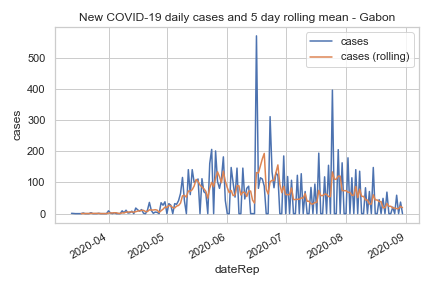 New COVID-19 daily cases and 5 day rolling mean - Gabon
cases
cases (rolling)
500
400
300
200
100
0
cases
2020-04
2020-05
2020-06
2020-07
2020-08
2020-09
dateRep